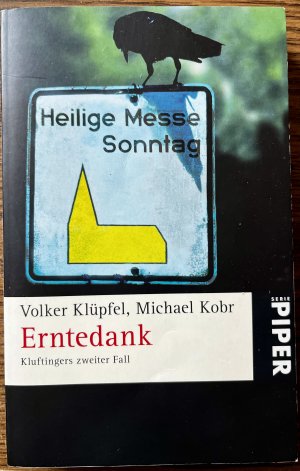 Heilige Messe
Sonntag
Volker Klüpfel, Michael Kobr
Erntedank
Kluftingers zweiter Fall
SERIE
PIPER